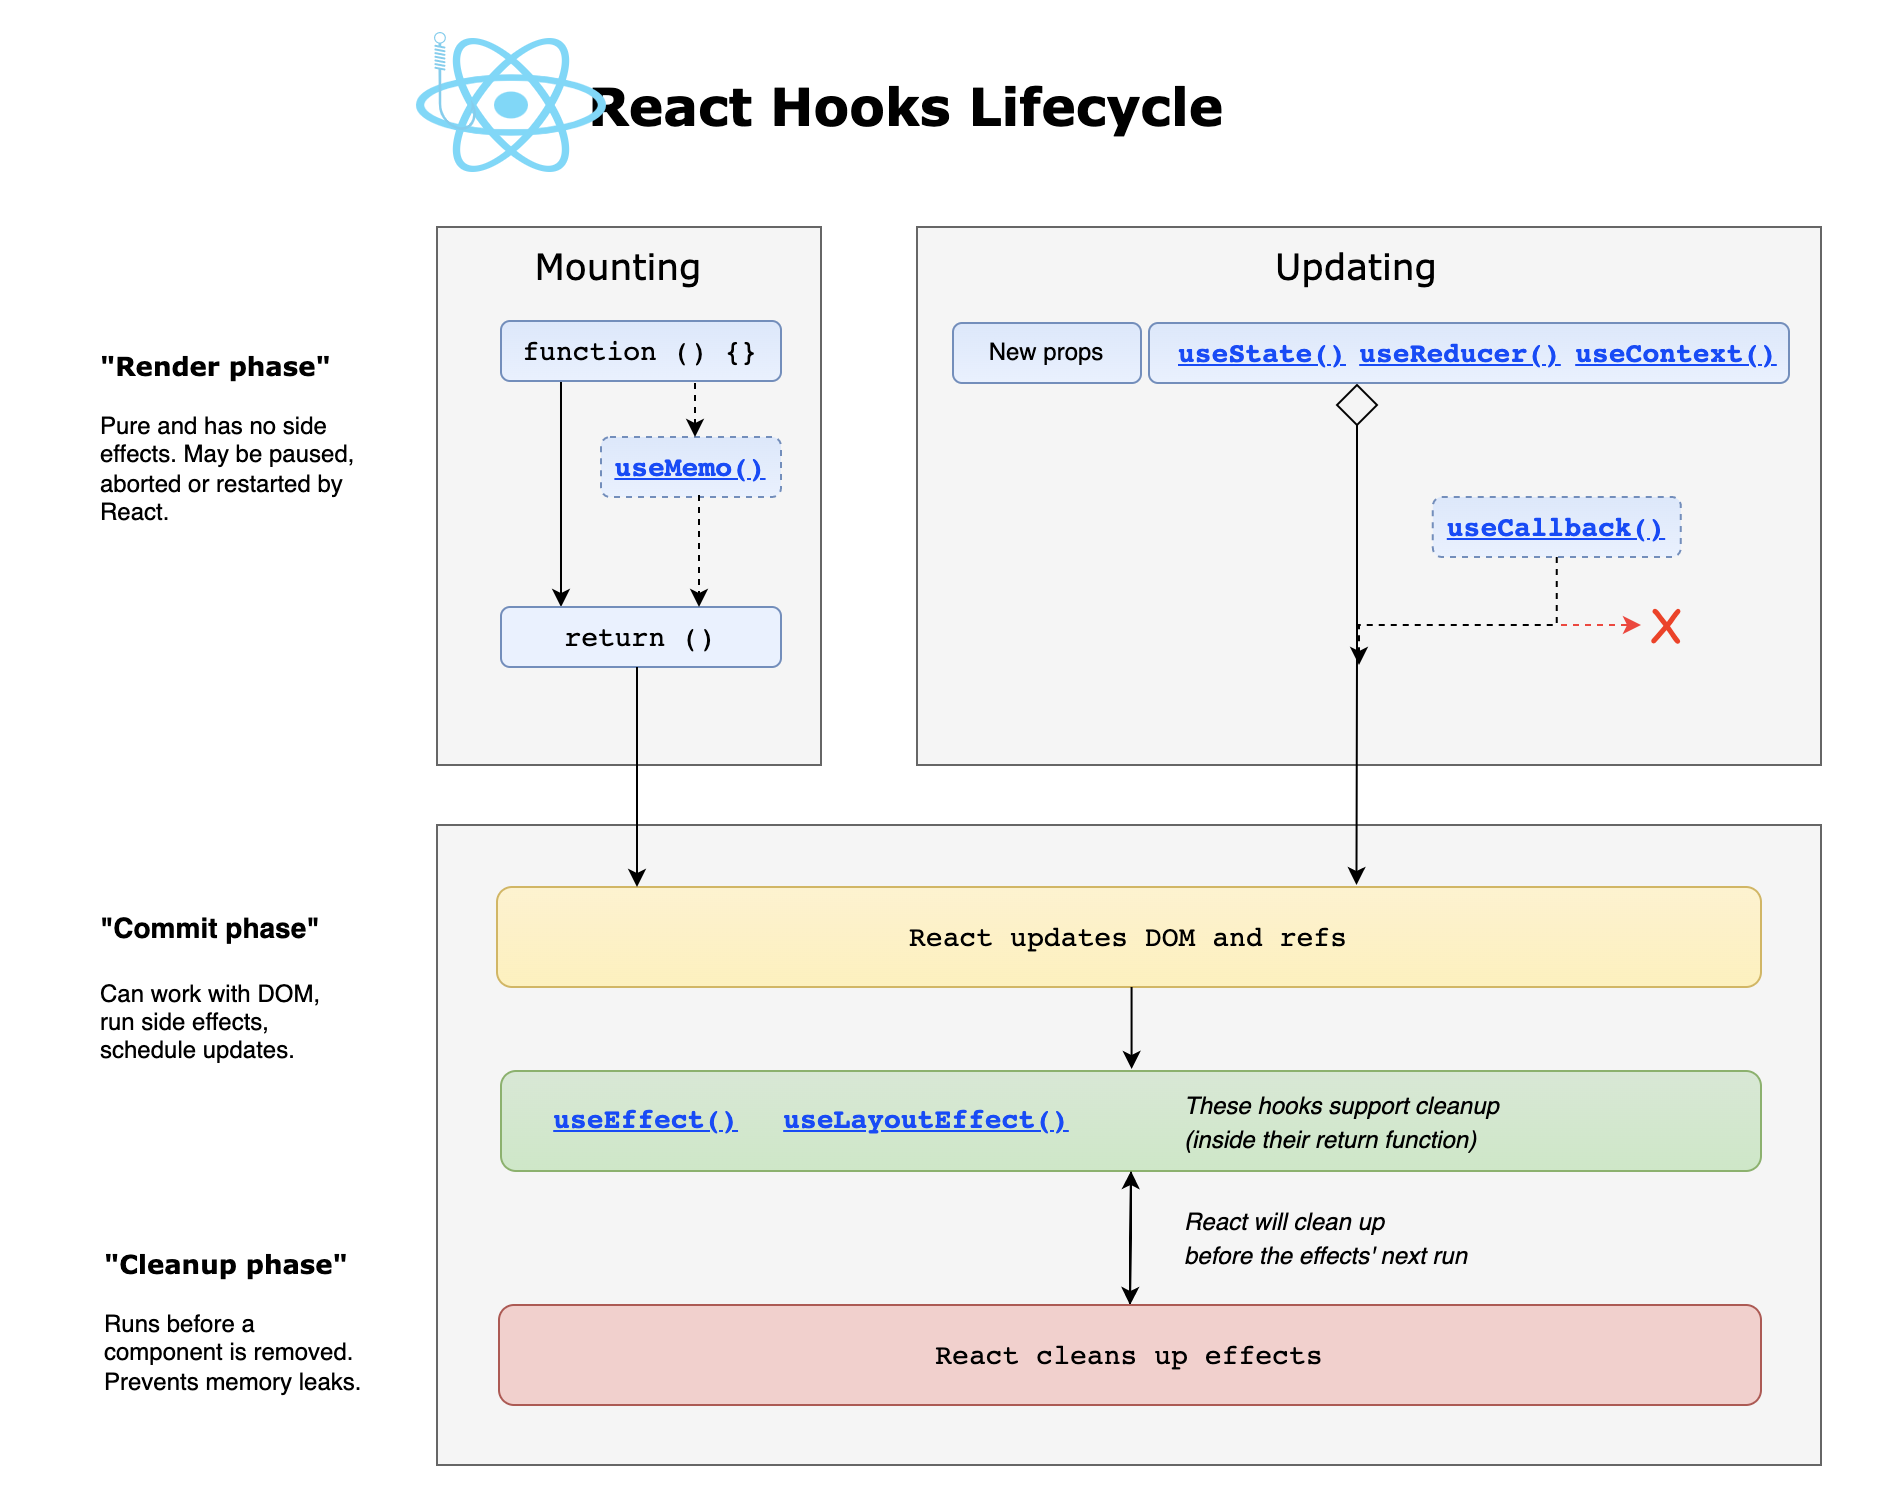 React Hooks Lifecycle
Mounting
Updating
"Render phase"
Pure and has no side
effects. May be paused,
aborted or restarted by
React.
function () {}
useMemo()
return ()
New props
useState() useReducer() useContext()
useCallback()
X
"Commit phase"
Can work with DOM,
run side effects,
schedule updates.
React updates DOM and refs
useEffect() useLayoutEffect()
These hooks support cleanup
(inside their return function)
React will clean up
before the effects' next run
"Cleanup phase"
Runs before a
component is removed.
Prevents memory leaks.
React cleans up effects